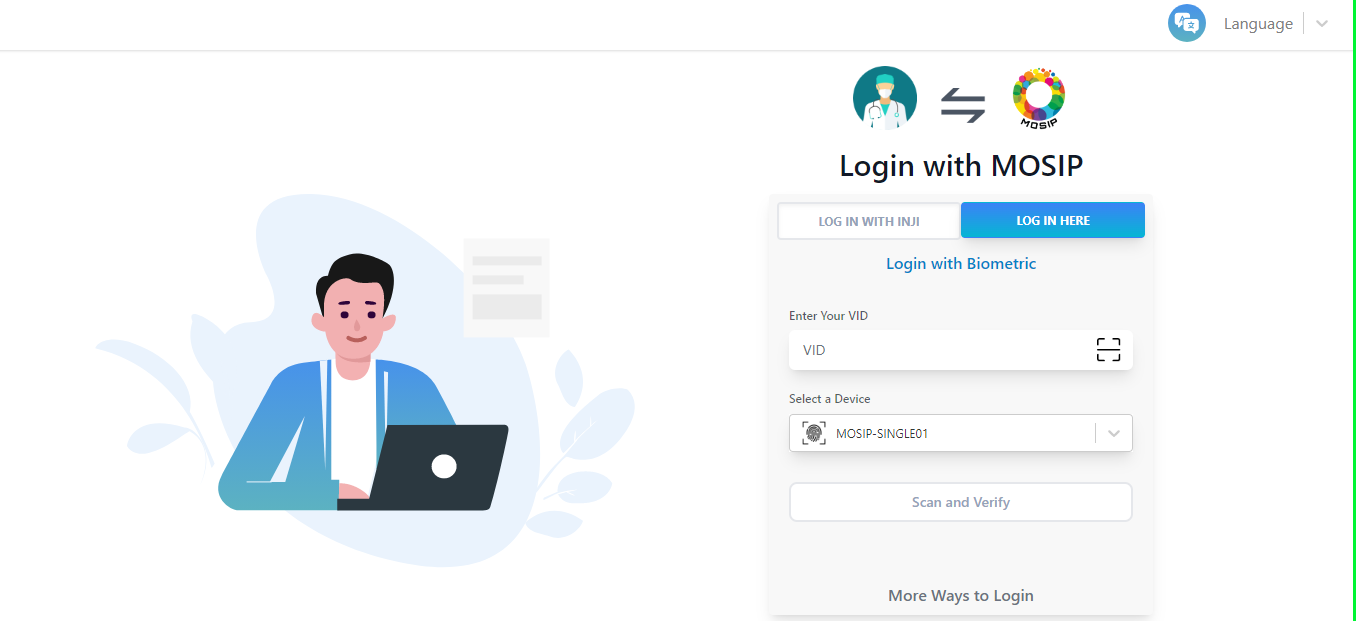 Language
MOSIP
Login with MOSIP
LOG IN WITH INJI
LOG IN HERE
Login with Biometric
Enter Your VID
VID
Select a Device
MOSIP-SINGLE01
Scan and Verify
More Ways to Login